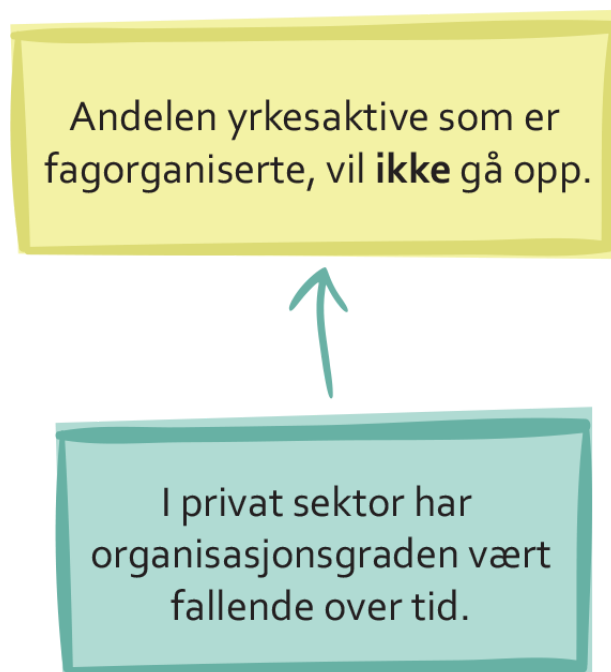 Andelen yrkesaktive som er
fagorganiserte, vil ikke gå opp.
I privat sektor har
organisasjonsgraden vært
fallende over tid.